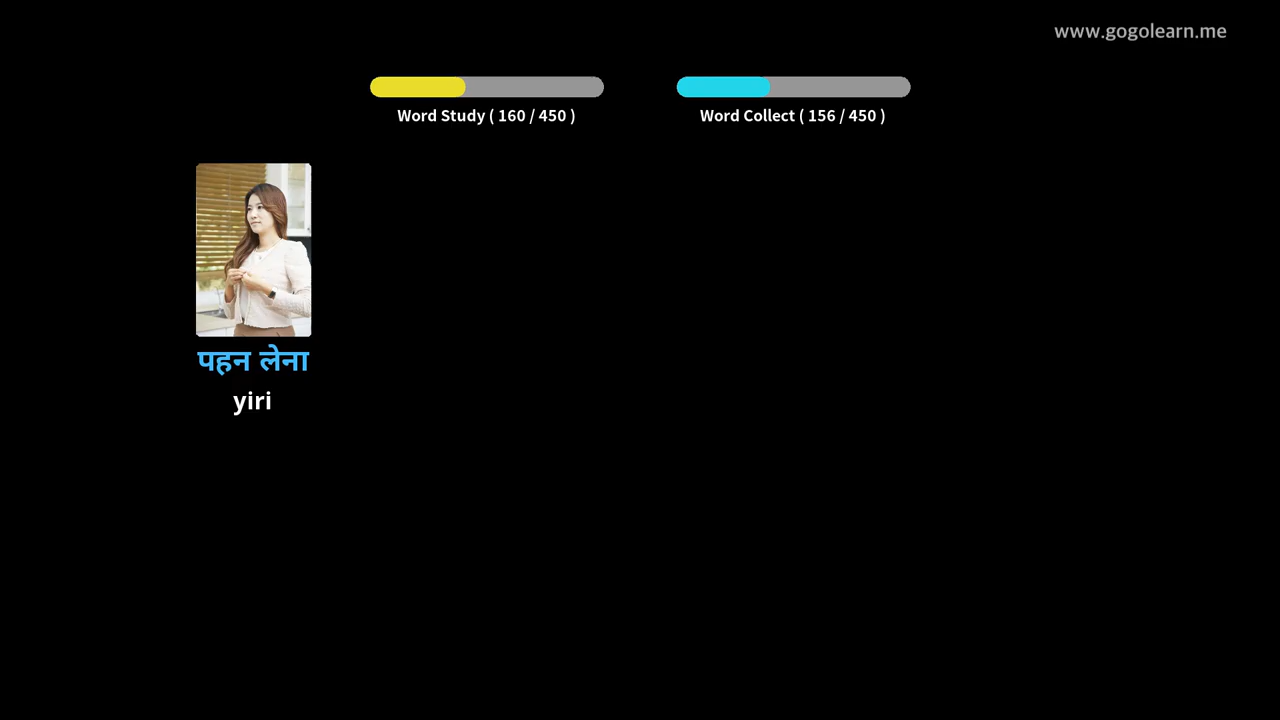 www.gogolearn.me
Word Study ( 160 / 450 )
Word Collect ( 156 / 450 )
पहन लेना
yiri